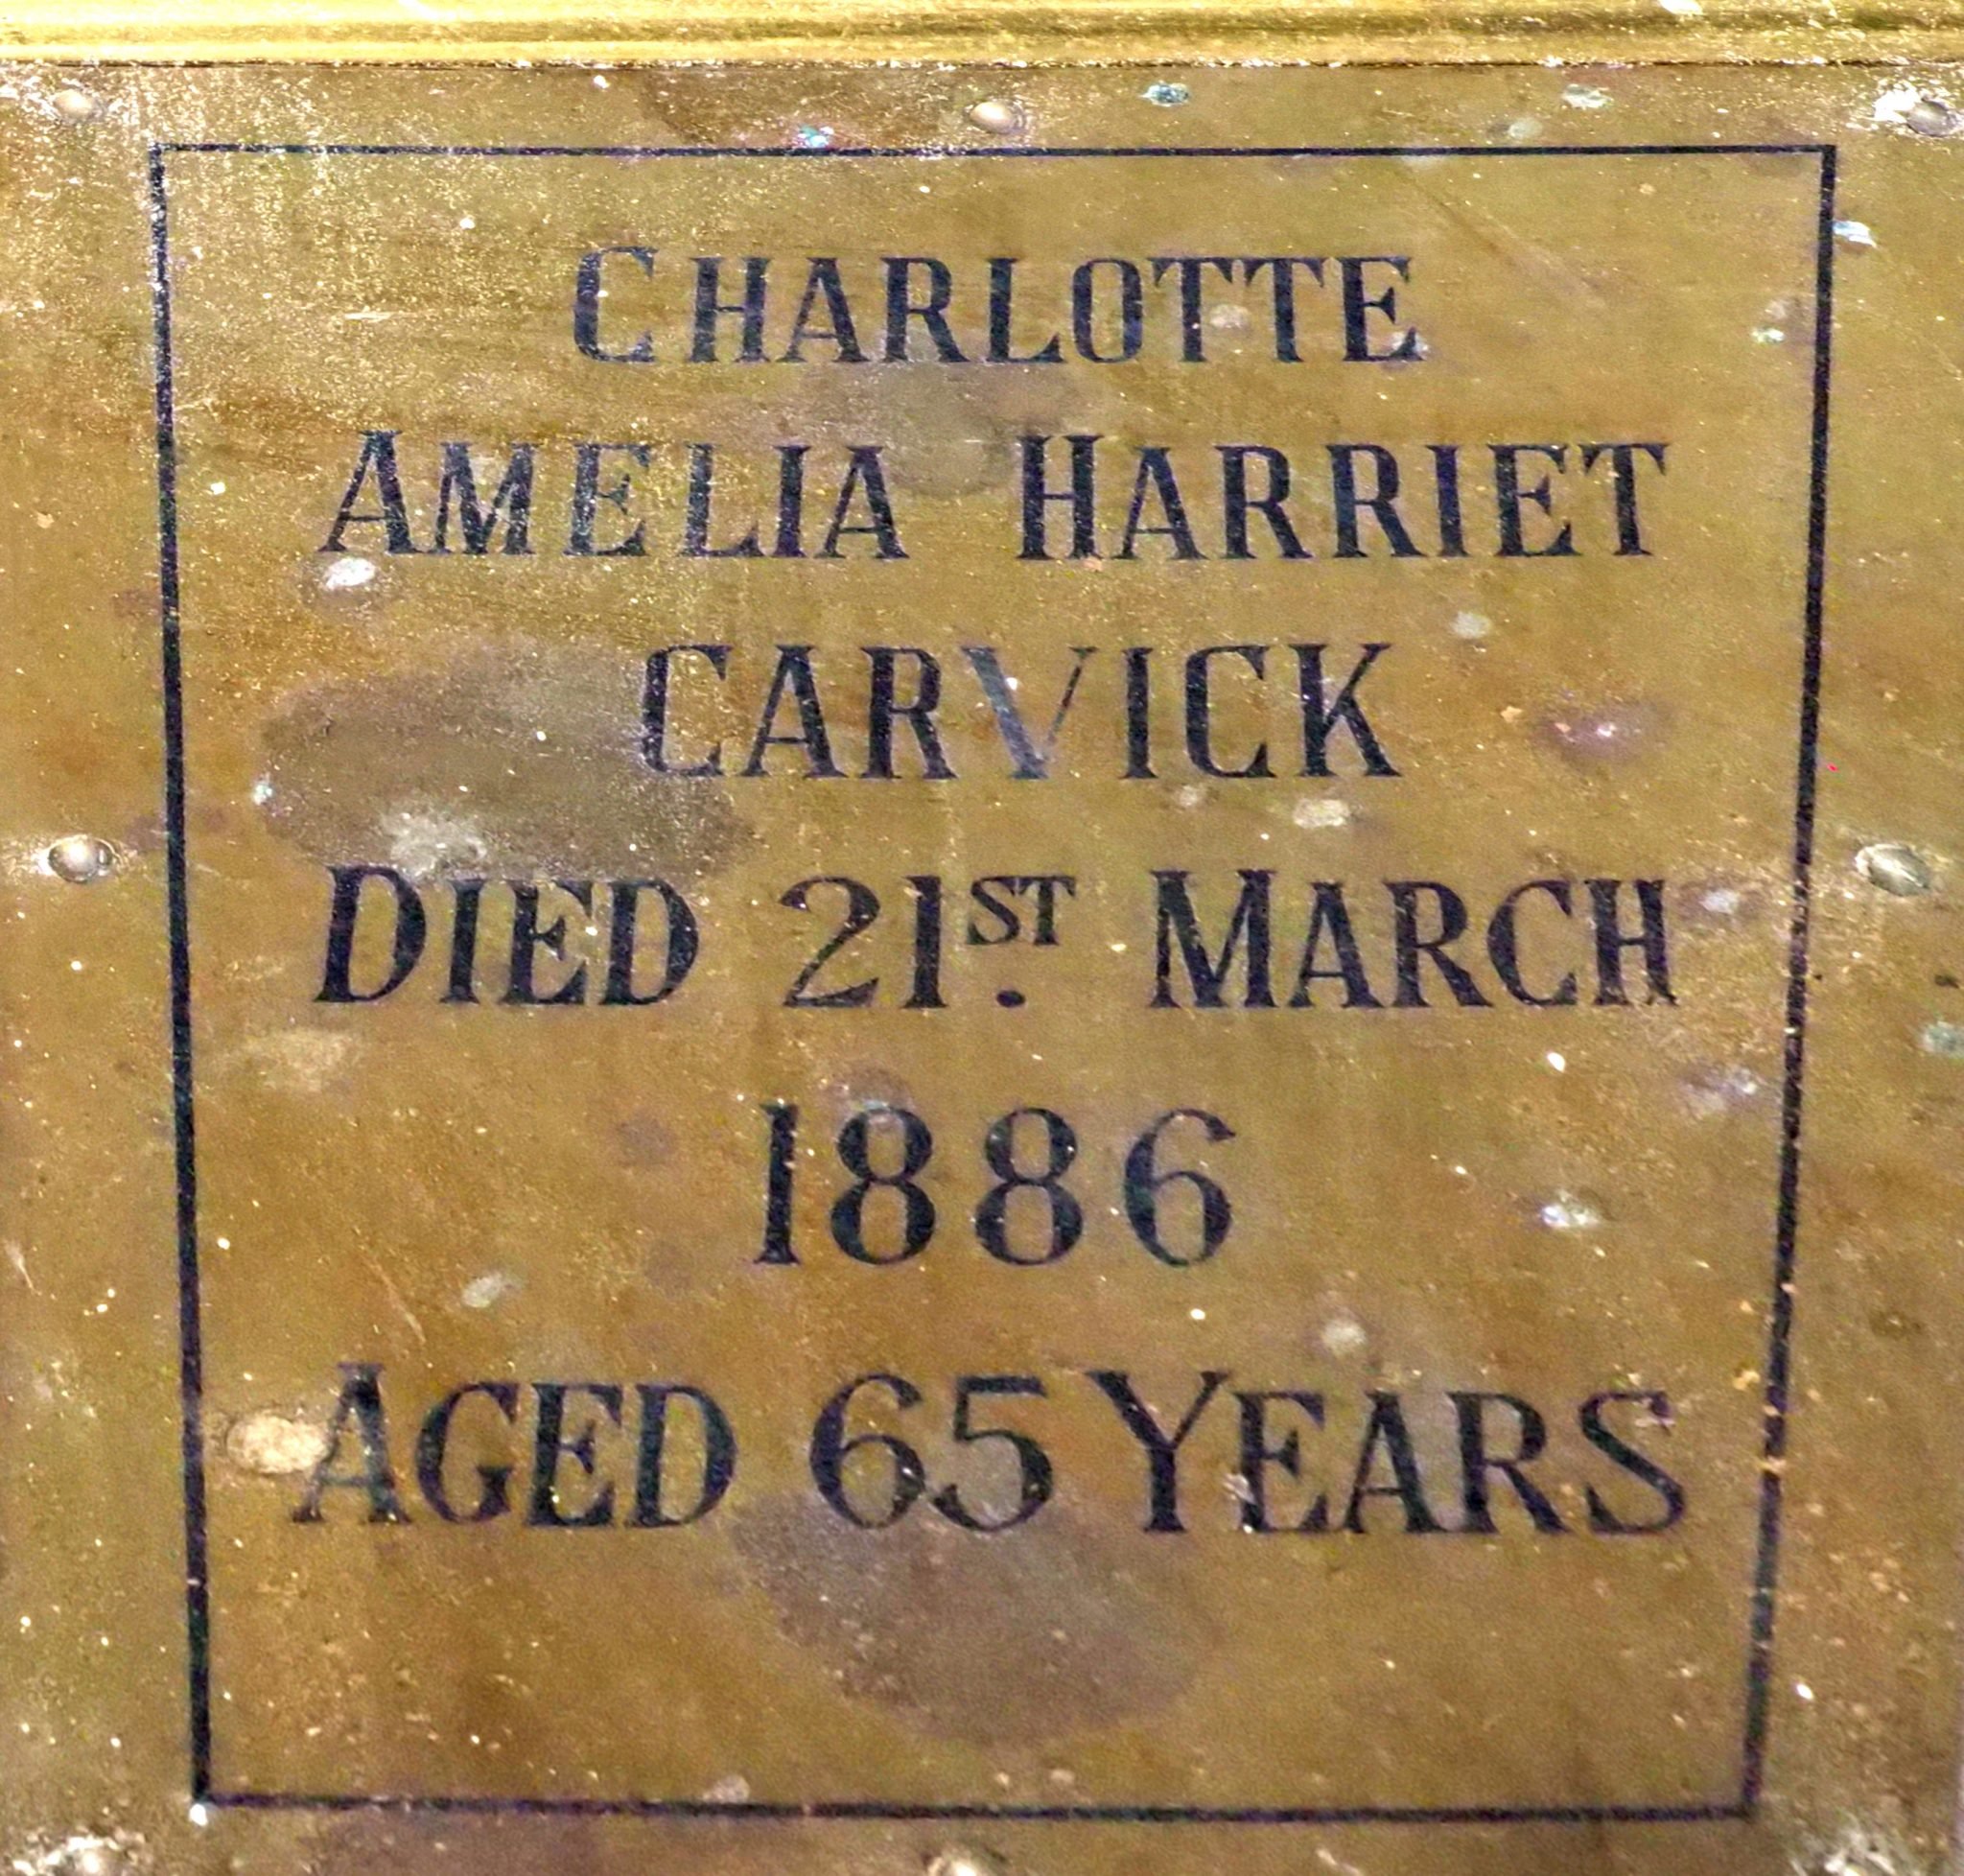 CHARLOTTE
AMELIA HARRIET
CARVICK
DIED 21ST. MARCH
1886
AGED 65 YEARS